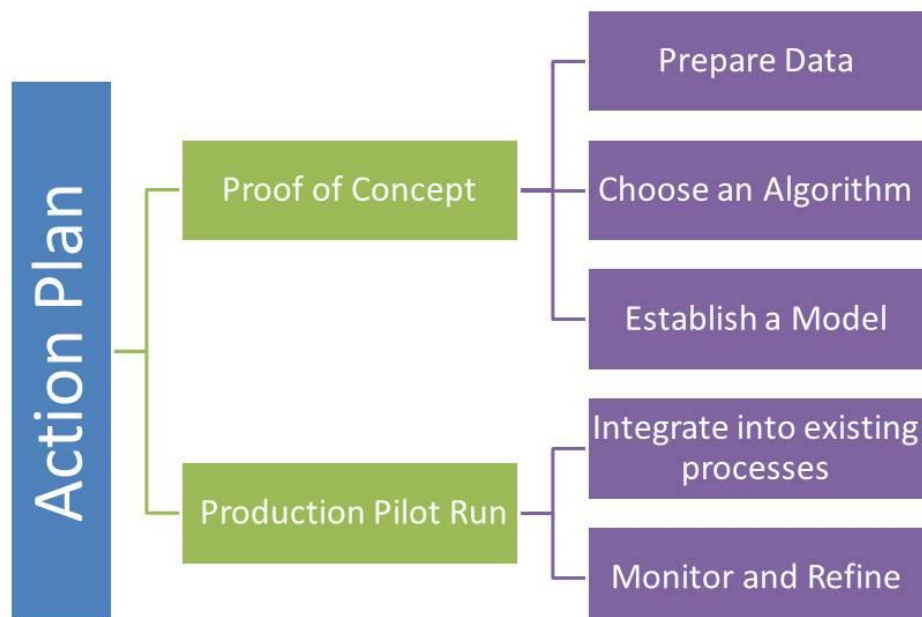 Action Plan
Proof of Concept
Prepare Data
Choose an Algorithm
Establish a Model
Production Pilot Run
Integrate into existing
processes
Monitor and Refine